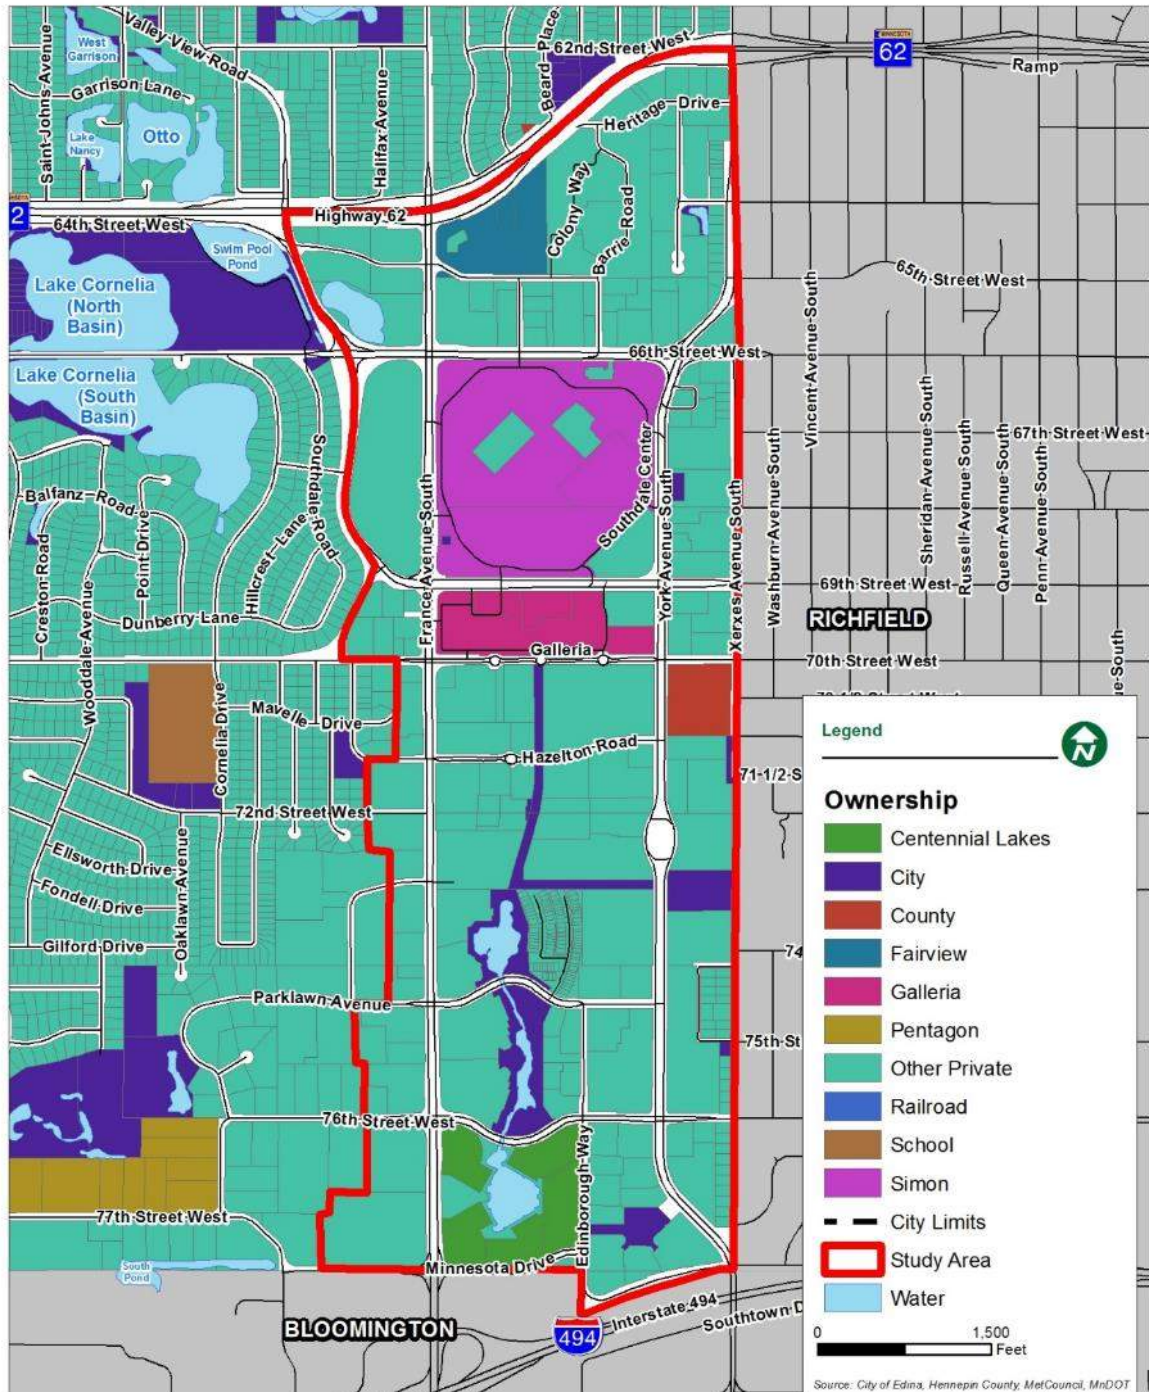 62nd Street West
62
Ramp
Valley View Road
West
Garrison
Saint Johns Avenue
Garrison Lane
Halifax Avenue
Beard Place
Heritage Drive
Lake
Nancy
Otto
Colony Way
Barrie Road
2
64th Street West
Highway 62
Swim Pool
Pond
Lake Cornelia
(North
Basin)
65th Street West
66th Street West
Lake Cornelia
(South
Basin)
Vincent Avenue South
67th Street West
Southdale Road
Southdale Center
Balfanz Road
Point Drive
Hillcrest Lane
Creston Road
Wooddale Avenue
France Avenue South
York Avenue South
Xerxes Avenue South
Washburn Avenue South
Sheridan Avenue South
Russell Avenue South
Queen Avenue South
Penn Avenue South
69th Street West
Dunberry Lane
RICHFIELD
Galleria
70th Street West
ue South
Cornelia Drive
Mavelle Drive
Hazelton Road
71-1/2 S
72nd Street West
Ellsworth Drive
Fondell Drive
Oaklawn Avenue
Gilford Drive
74
Parklawn Avenue
75th St
76th Street West
Edinborough Way
77th Street West
South
Pond
Minnesota Drive
BLOOMINGTON
494
Interstate 494
Southtown D
Legend
N
Ownership
Centennial Lakes
City
County
Fairview
Galleria
Pentagon
Other Private
Railroad
School
Simon
City Limits
Study Area
Water
0 1,500
Feet
Source: City of Edina, Hennepin County, MetCouncil, MnDOT